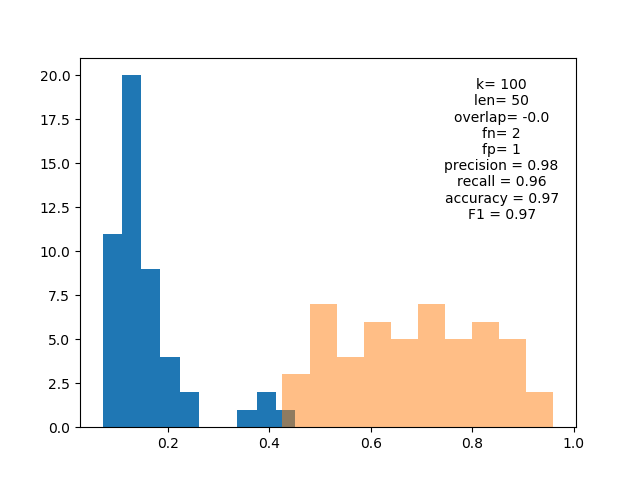 20.0
17.5
15.0
12.5
10.0
7.5
5.0
2.5
0.0
0.2
0.4
0.6
0.8
1.0
k= 100
len= 50
overlap= -0.0
fn= 2
fp= 1
precision = 0.98
recall = 0.96
accuracy = 0.97
F1 = 0.97